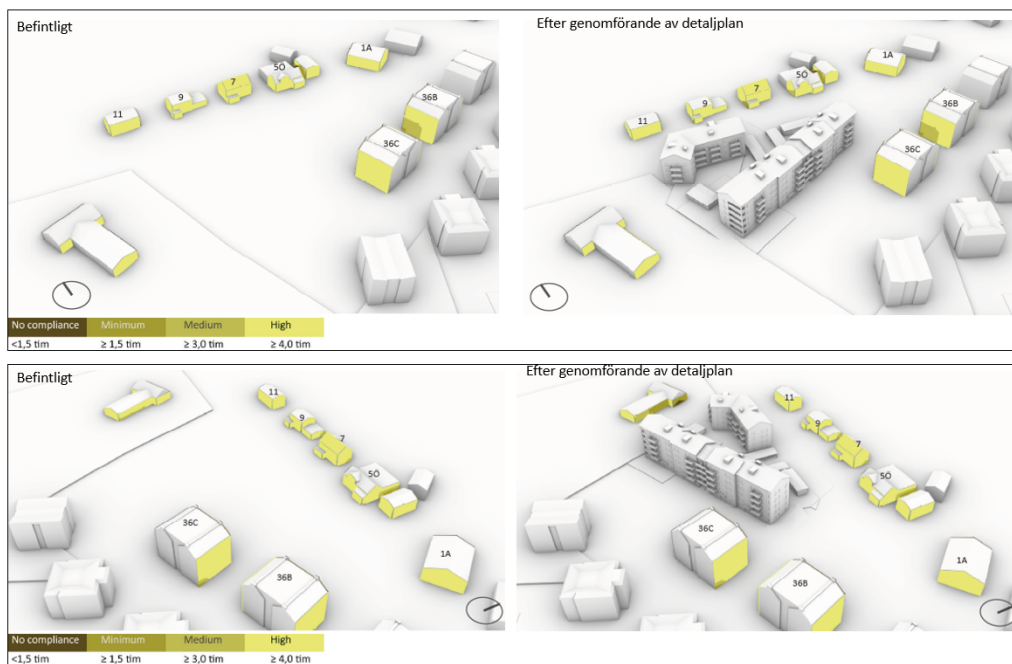 Befintligt
Efter genomförande av detaljplan
11
9
7
5Ö
1A
36B
36C
11
9
7
5Ö
1A
36B
36C
No compliance Minimum Medium High
<1,5 tim ≥ 1,5 tim ≥ 3,0 tim ≥ 4,0 tim
Befintligt
Efter genomförande av detaljplan
11
9
7
5Ö
36C
36B
1A
11
9
7
5Ö
36C
36B
1A
No compliance Minimum Medium High
<1,5 tim ≥ 1,5 tim ≥ 3,0 tim ≥ 4,0 tim